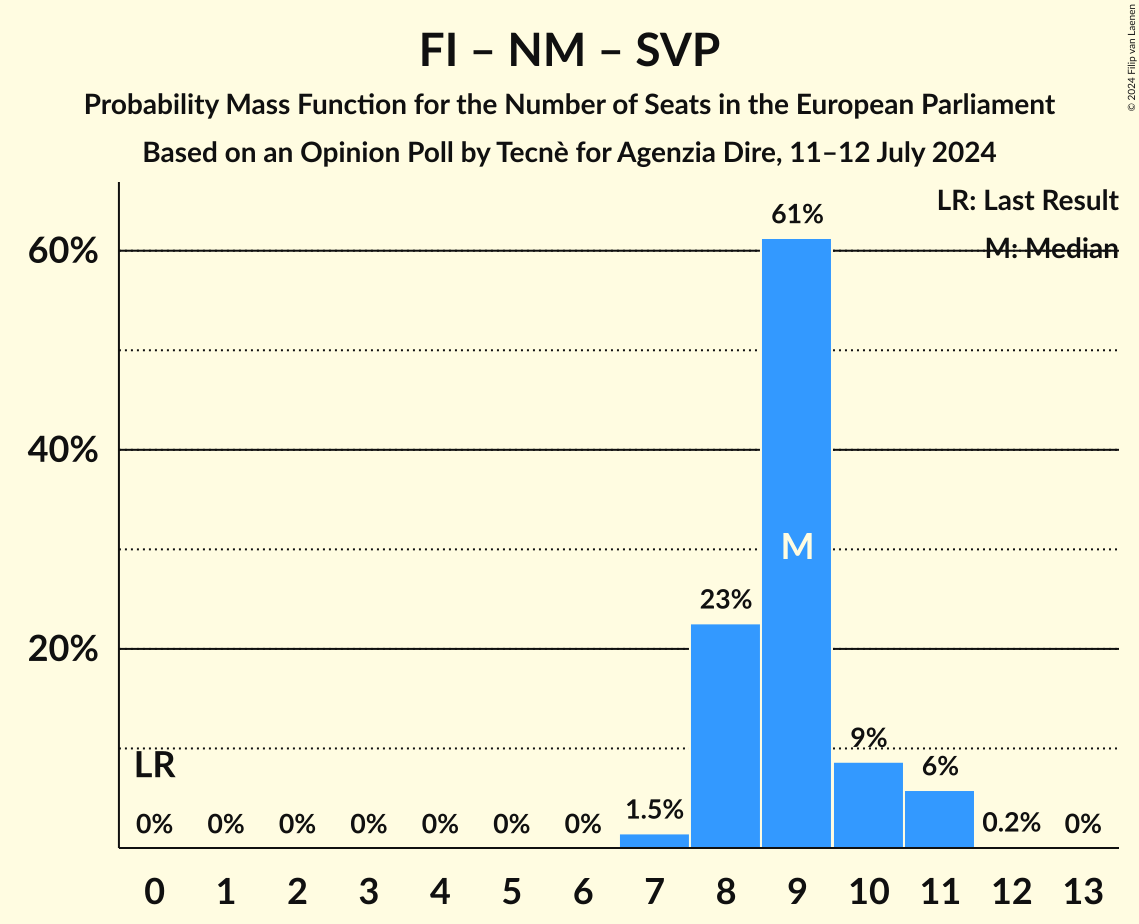 FI – NM – SVP
Probability Mass Function for the Number of Seats in the European Parliament
Based on an Opinion Poll by Tecnè for Agenzia Dire, 11–12 July 2024
© 2024 Filip van Laenen
LR: Last Result
M: Median
60%
40%
20%
61%
M
23%
9%
6%
LR
0% 0% 0% 0% 0% 0% 0% 1.5% 0.2% 0%
0 1 2 3 4 5 6 7 8 9 10 11 12 13